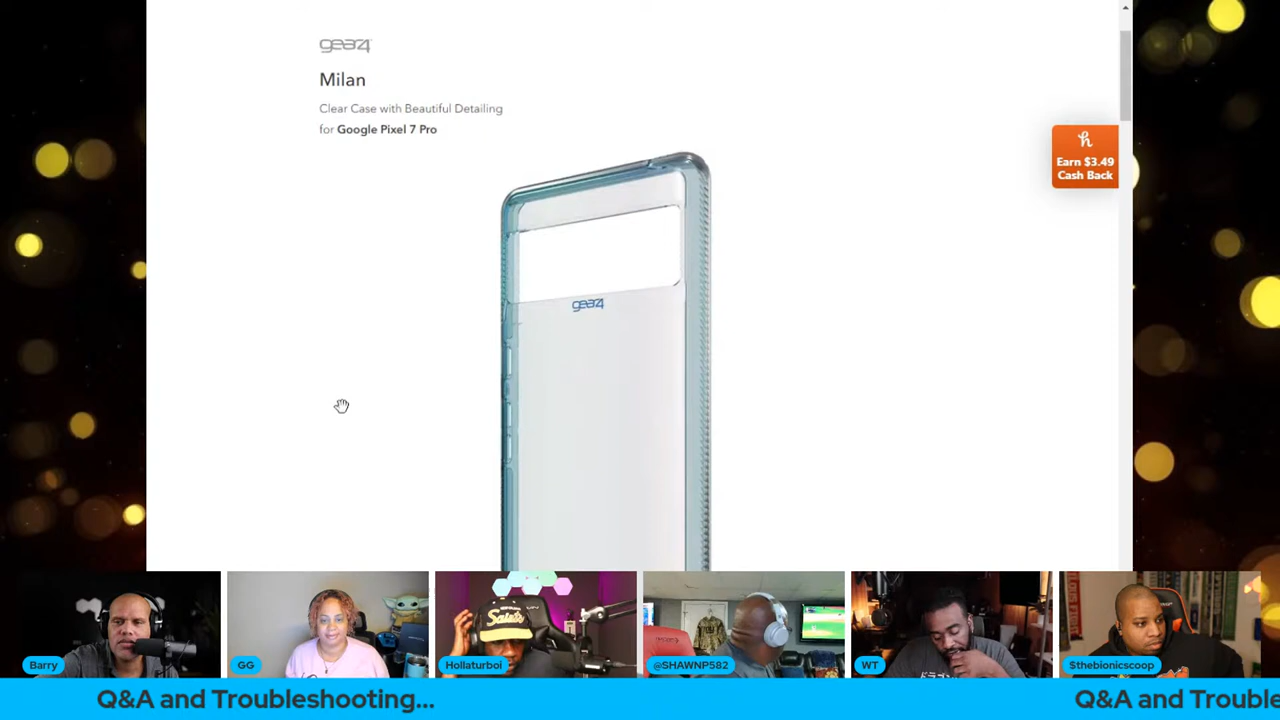 gear4
Milan
Clear Case with Beautiful Detailing
for Google Pixel 7 Pro
h
Earn $3.49
Cash Back
gear4
Saints
Barry
GG
Hollaturboi
@SHAWNP582
WT
$thebionicscoop
Q&A and Troubleshooting...
Q&A and Trouble